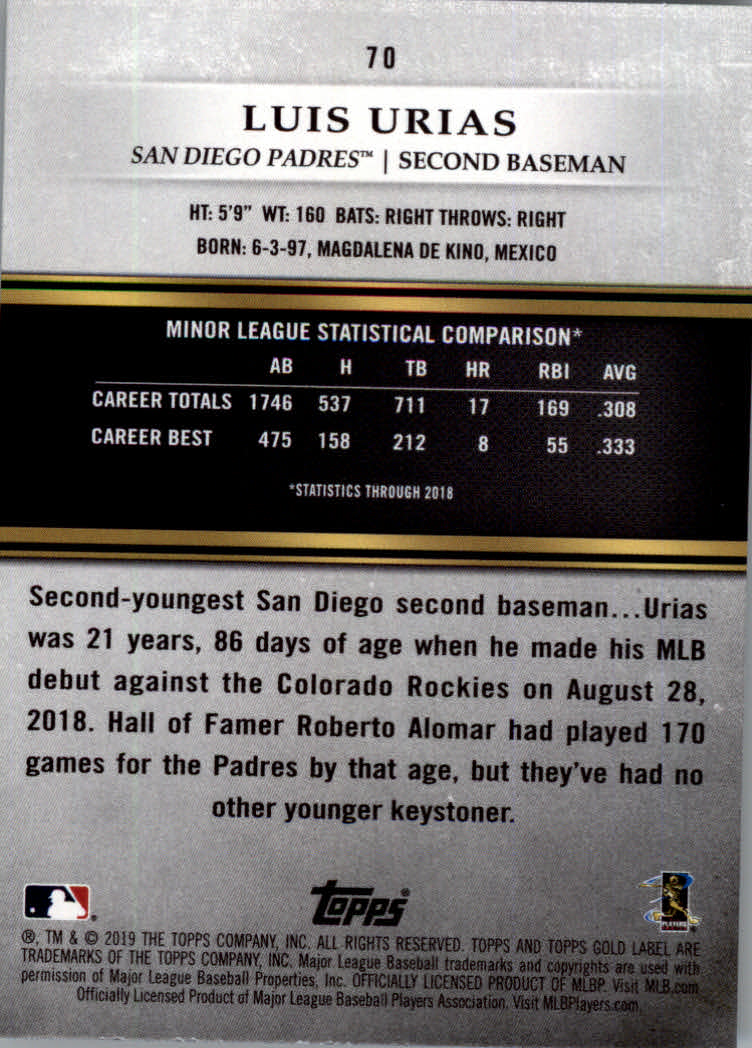 70
LUIS URIAS
SAN DIEGO PADRES™ | SECOND BASEMAN
HT: 5'9" WT: 160 BATS: RIGHT THROWS: RIGHT
BORN: 6-3-97, MAGDALENA DE KINO, MEXICO
MINOR LEAGUE STATISTICAL COMPARISON*
AB H TB HR RBI AVG
CAREER TOTALS 1746 537 711 17 169 .308
CAREER BEST 475 158 212 8 55 .333
*STATISTICS THROUGH 2018
Second-youngest San Diego second baseman...Urias
was 21 years, 86 days of age when he made his MLB
debut against the Colorado Rockies on August 28,
2018. Hall of Famer Roberto Alomar had played 170
games for the Padres by that age, but they've had no
other younger keystoner.
Topps®
PLAYERS
®, TM & © 2019 THE TOPPS COMPANY, INC. ALL RIGHTS RESERVED. TOPPS AND TOPPS GOLD LABEL ARE
TRADEMARKS OF THE TOPPS COMPANY, INC. Major League Baseball trademarks and copyrights are used with
permission of Major League Baseball Properties, Inc. OFFICIALLY LICENSED PRODUCT OF MLBP. Visit MLB.com
Officially Licensed Product of Major League Baseball Players Association. Visit MLBPlayers.com.